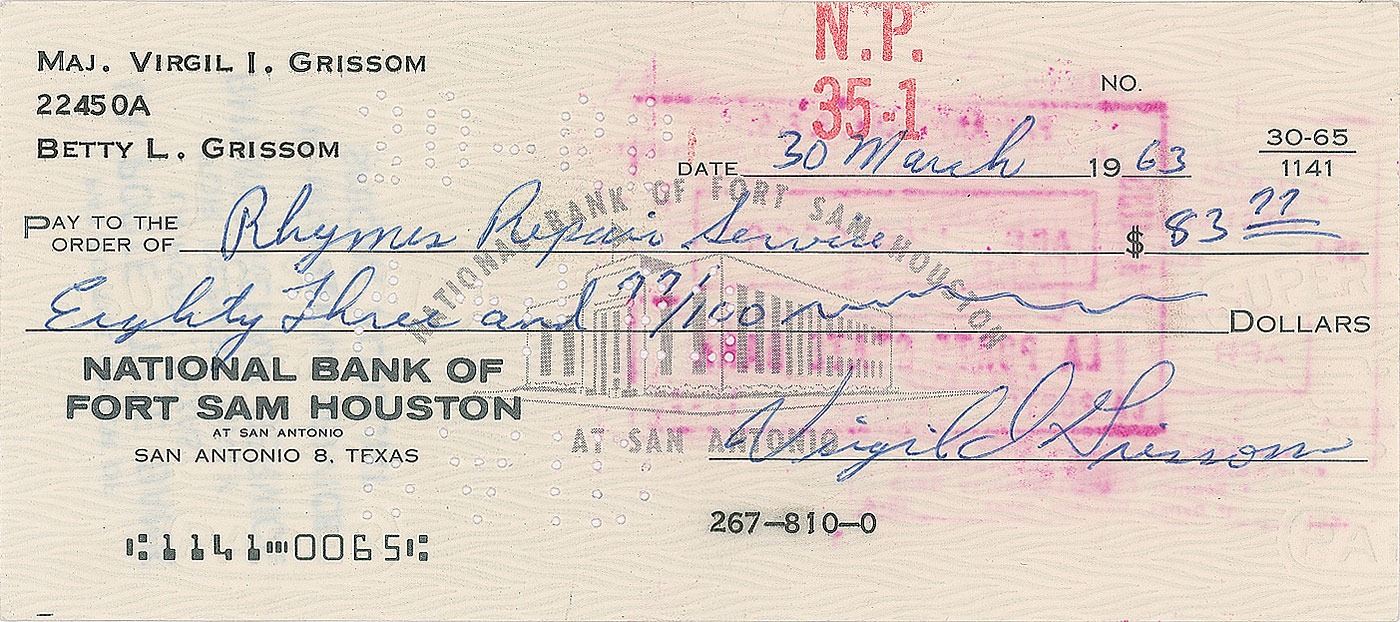 N.P.
35-1
MAJ. VIRGIL I. GRISSOM
22450A
BETTY L. GRISSOM
NO.
30-65
1141
DATE 30 March 1963
PAY TO THE
ORDER OF Rhymes Repair Service $ 83 77
Eighty Three and 77/100 DOLLARS
NATIONAL BANK OF FORT SAM HOUSTON
AT SAN ANTONIO
NATIONAL BANK OF
FORT SAM HOUSTON
AT SAN ANTONIO
SAN ANTONIO 8, TEXAS
Virgil I Grissom
267-810-0
⑆1141⑉0065⑆